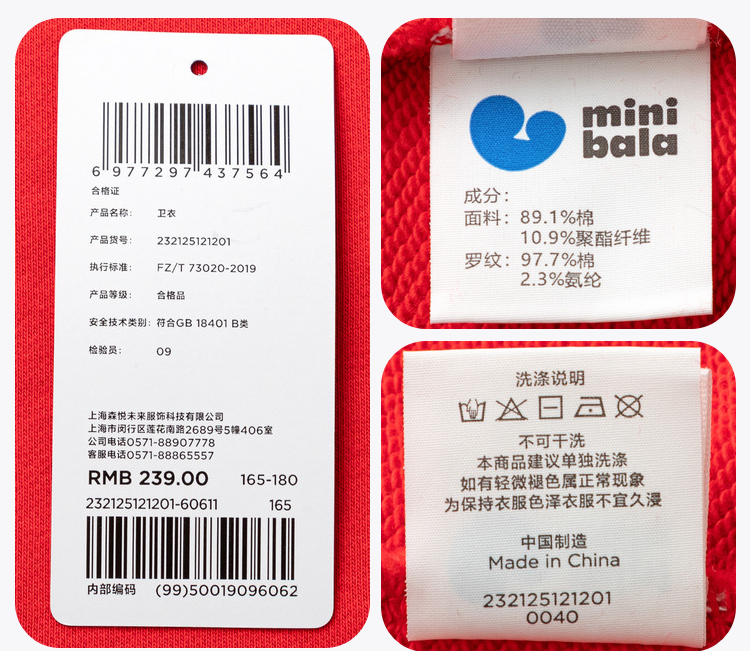 6 977297 437564
合格证
产品名称： 卫衣
产品货号： 232125121201
执行标准： FZ/T 73020-2019
产品等级： 合格品
安全技术类别：符合GB 18401 B类
检验员： 09
上海森悦未来服饰科技有限公司
上海市闵行区莲花南路2689号5幢406室
公司电话0571-88907778
客服电话0571-88865557
RMB 239.00 165-180
232125121201-60611 165
内部编码 (99)50019096062
mini
bala
成分：
面料：89.1%棉
10.9%聚酯纤维
罗纹：97.7%棉
2.3%氨纶
洗涤说明
不可干洗
本商品建议单独洗涤
如有轻微褪色属正常现象
为保持衣服色泽衣服不宜久浸
中国制造
Made in China
232125121201
0040